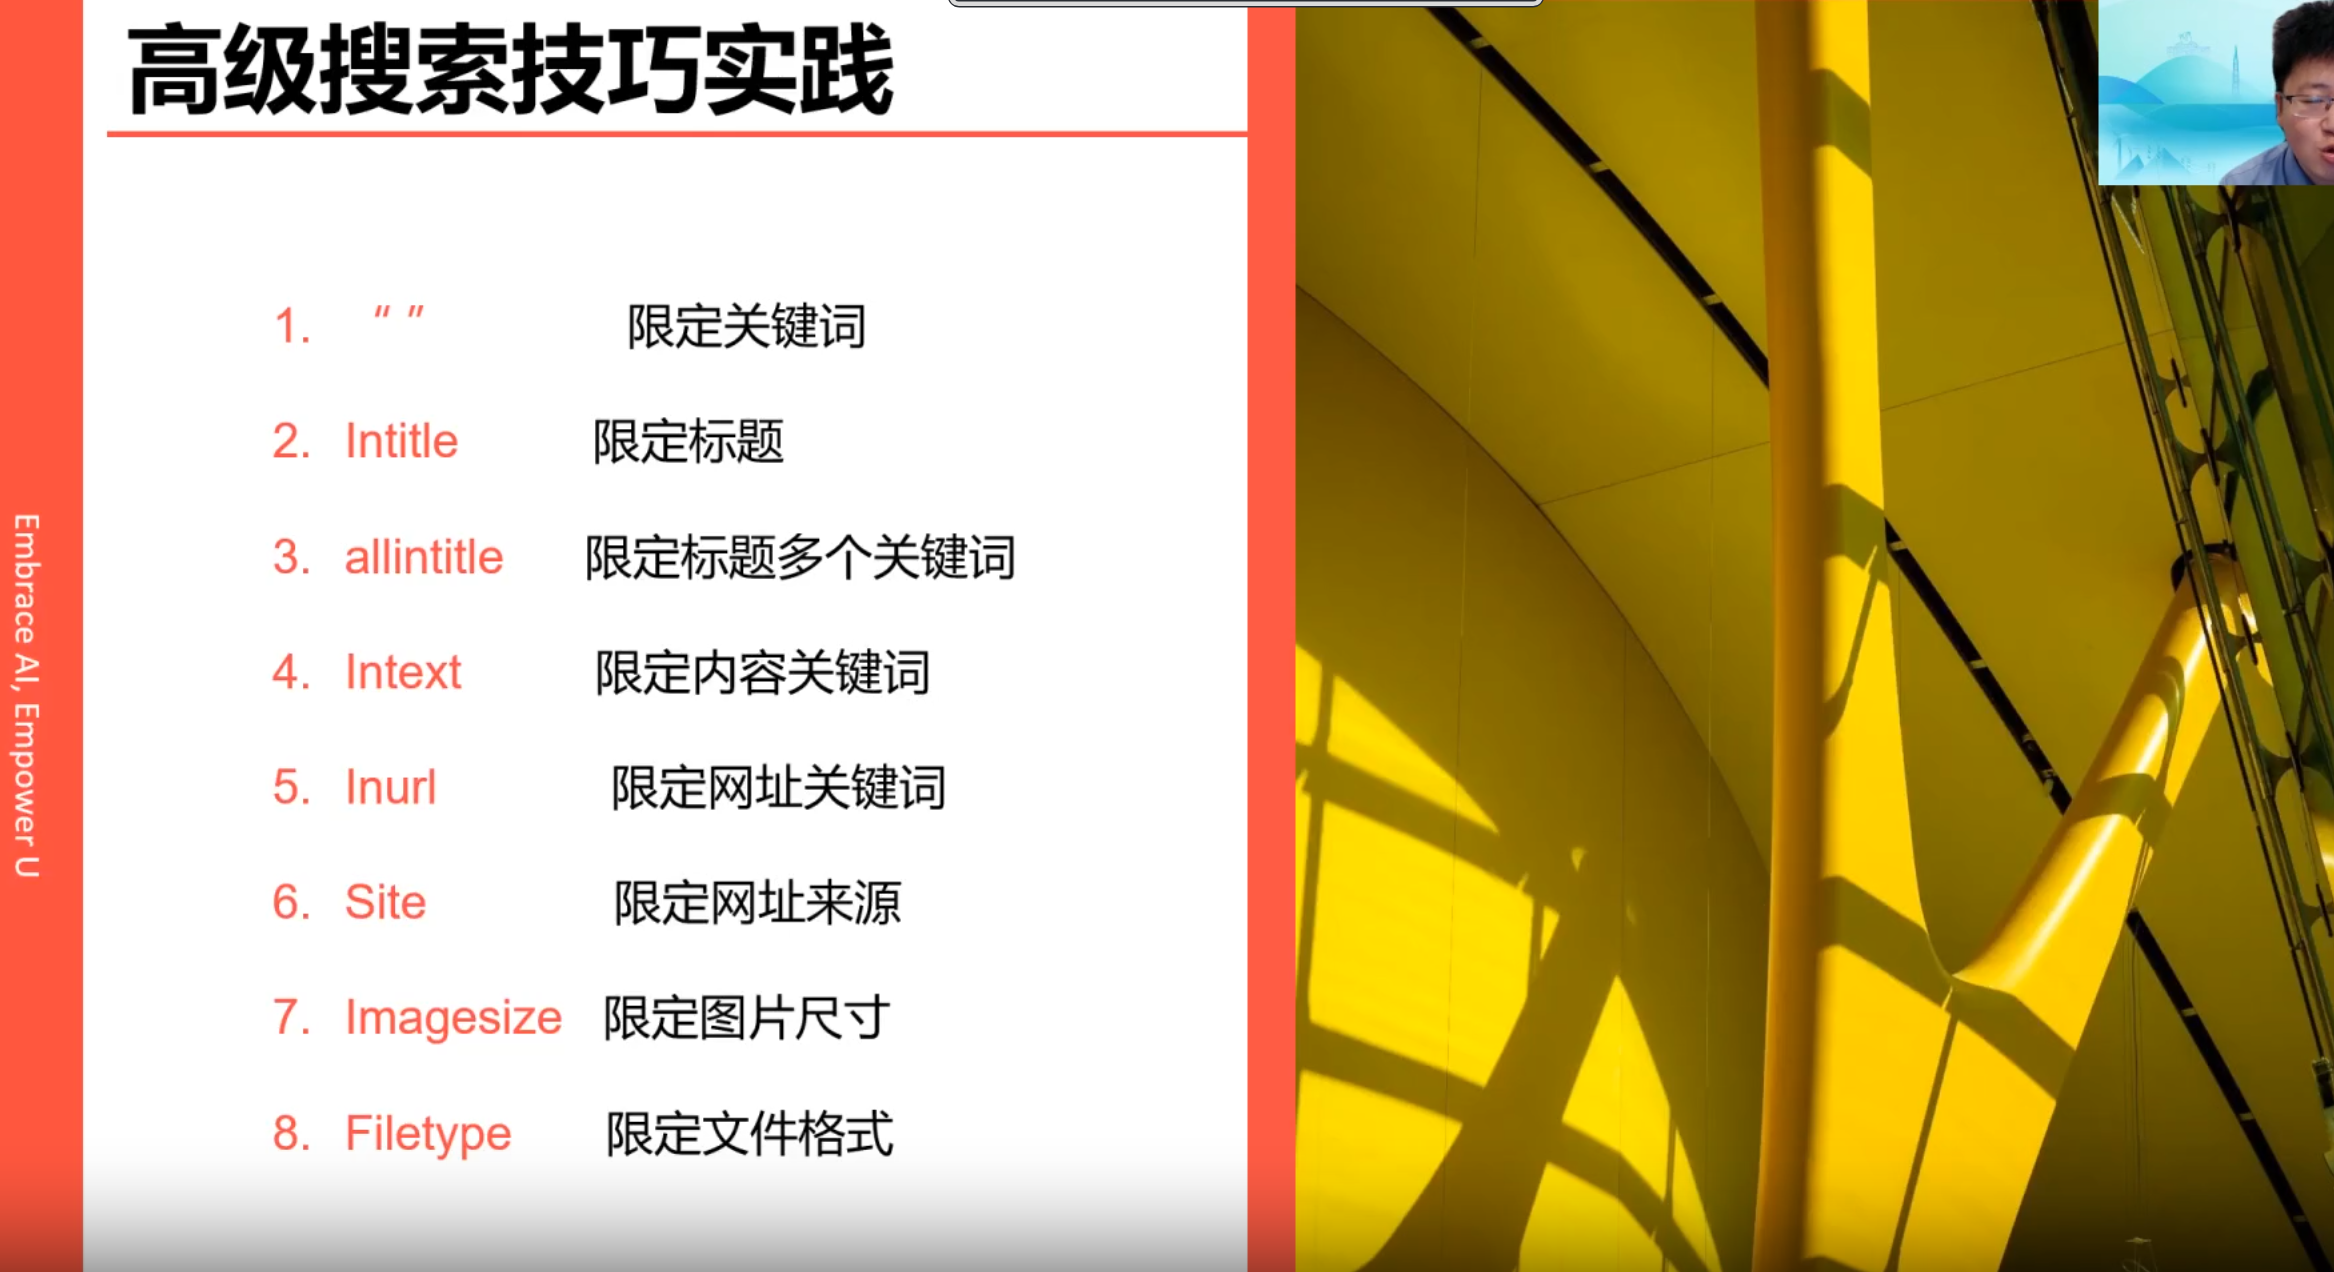 高级搜索技巧实践
1. “ ” 限定关键词
2. Intitle 限定标题
3. allintitle 限定标题多个关键词
4. Intext 限定内容关键词
5. Inurl 限定网址关键词
6. Site 限定网址来源
7. Imagesize 限定图片尺寸
8. Filetype 限定文件格式
Embrace AI, Empower U